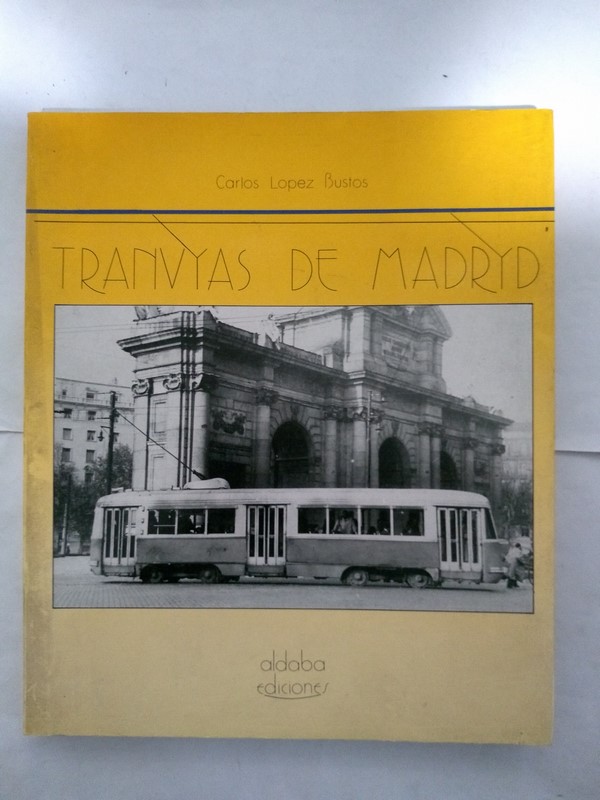 Carlos Lopez Bustos
TRANVYAS DE MADRYD
aldaba
ediciones